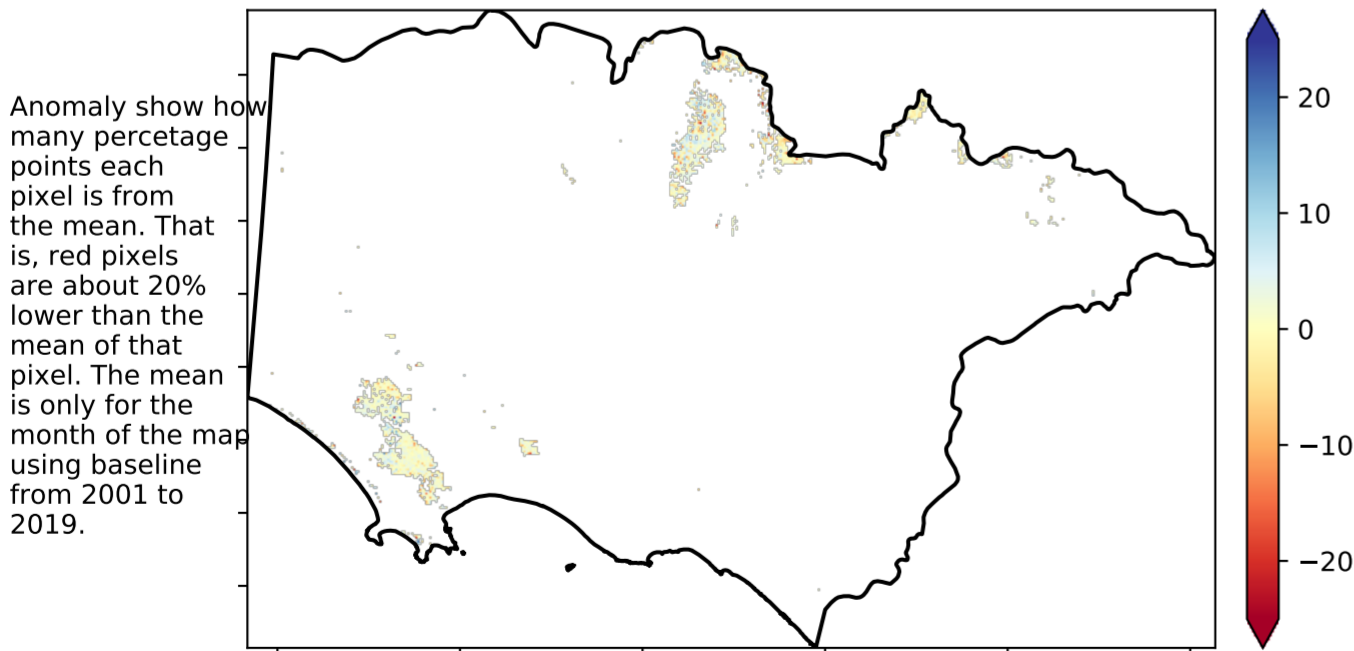 Anomaly show how
many percetage
points each
pixel is from
the mean. That
is, red pixels
are about 20%
lower than the
mean of that
pixel. The mean
is only for the
month of the map
using baseline
from 2001 to
2019.
20
10
0
−10
−20